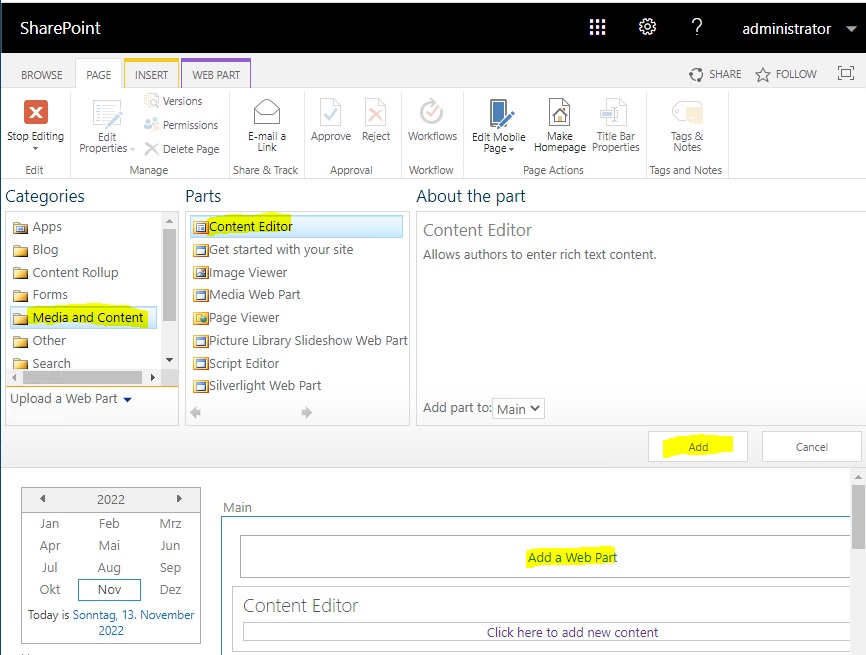 SharePoint
administrator
BROWSE PAGE INSERT WEB PART SHARE FOLLOW
Stop Editing
Edit
Edit Properties
Versions
Permissions
Delete Page
Manage
E-mail a Link
Share & Track
Approve
Reject
Approval
Workflows
Workflow
Edit Mobile Page
Make Homepage
Title Bar Properties
Page Actions
Tags & Notes
Tags and Notes
Categories
Apps
Blog
Content Rollup
Forms
Media and Content
Other
Search
Upload a Web Part
Parts
Content Editor
Get started with your site
Image Viewer
Media Web Part
Page Viewer
Picture Library Slideshow Web Part
Script Editor
Silverlight Web Part
About the part
Content Editor
Allows authors to enter rich text content.
Add part to: Main
Add Cancel
2022
Jan Feb Mrz
Apr Mai Jun
Jul Aug Sep
Okt Nov Dez
Today is Sonntag, 13. November
2022
Main
Add a Web Part
Content Editor
Click here to add new content